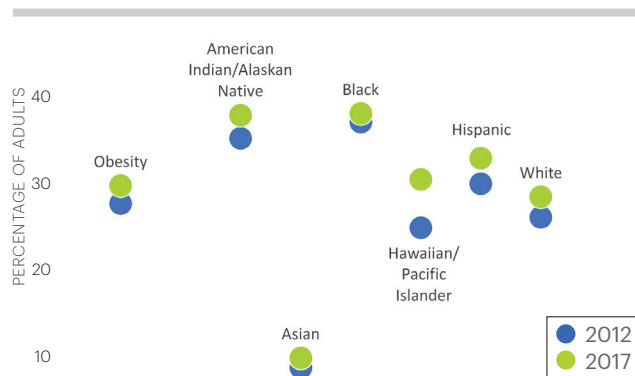 PERCENTAGE OF ADULTS
40
30
20
10
Obesity
American
Indian/Alaskan
Native
Asian
Black
Hawaiian/
Pacific
Islander
Hispanic
White
2012
2017